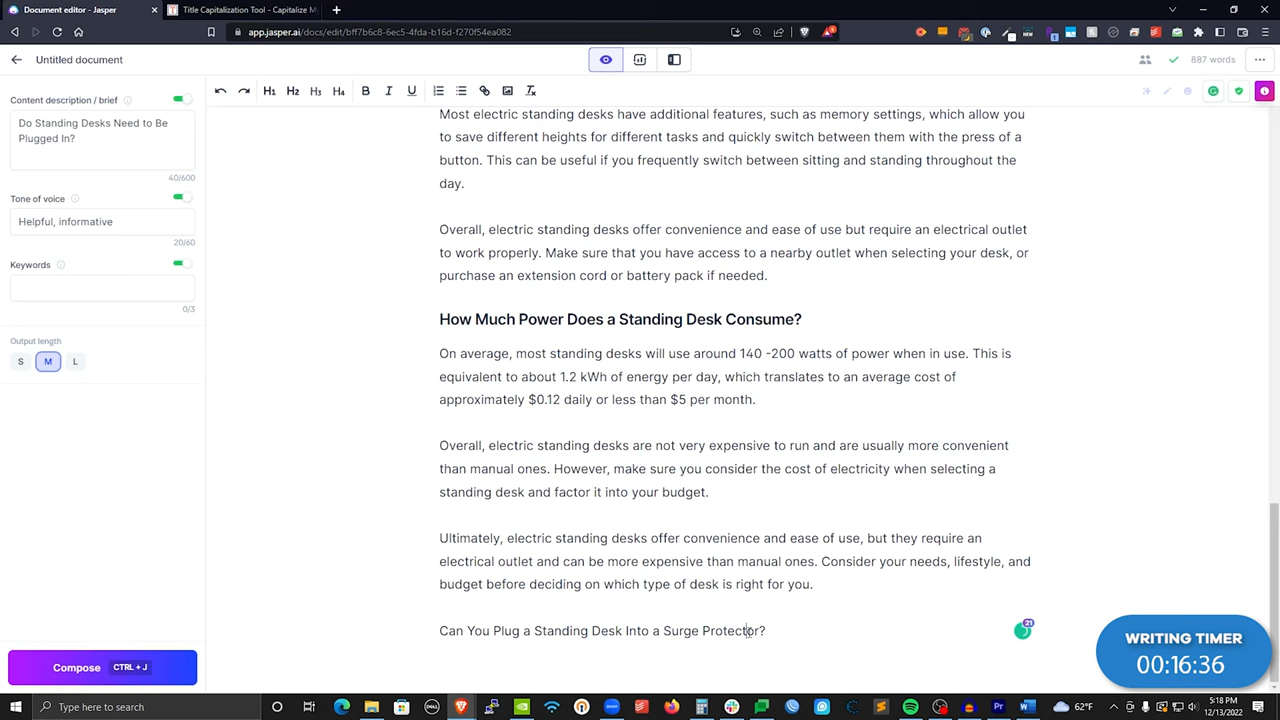 Document editor - Jasper
Title Capitalization Tool - Capitalize M
app.jasper.ai/docs/edit/bff7b6c8-6ec5-4fda-b16d-f270f54ea082
Untitled document
887 words
H1 H2 H3 H4 B I U
Content description / brief
Do Standing Desks Need to Be
Plugged In?
40/600
Tone of voice
Helpful, informative
20/60
Keywords
0/3
Output length
S M L
Compose CTRL + J
Most electric standing desks have additional features, such as memory settings, which allow you
to save different heights for different tasks and quickly switch between them with the press of a
button. This can be useful if you frequently switch between sitting and standing throughout the
day.
Overall, electric standing desks offer convenience and ease of use but require an electrical outlet
to work properly. Make sure that you have access to a nearby outlet when selecting your desk, or
purchase an extension cord or battery pack if needed.
How Much Power Does a Standing Desk Consume?
On average, most standing desks will use around 140 -200 watts of power when in use. This is
equivalent to about 1.2 kWh of energy per day, which translates to an average cost of
approximately $0.12 daily or less than $5 per month.
Overall, electric standing desks are not very expensive to run and are usually more convenient
than manual ones. However, make sure you consider the cost of electricity when selecting a
standing desk and factor it into your budget.
Ultimately, electric standing desks offer convenience and ease of use, but they require an
electrical outlet and can be more expensive than manual ones. Consider your needs, lifestyle, and
budget before deciding on which type of desk is right for you.
Can You Plug a Standing Desk Into a Surge Protector?
21
WRITING TIMER
00:16:36
Type here to search
62°F
5:18 PM
12/13/2022